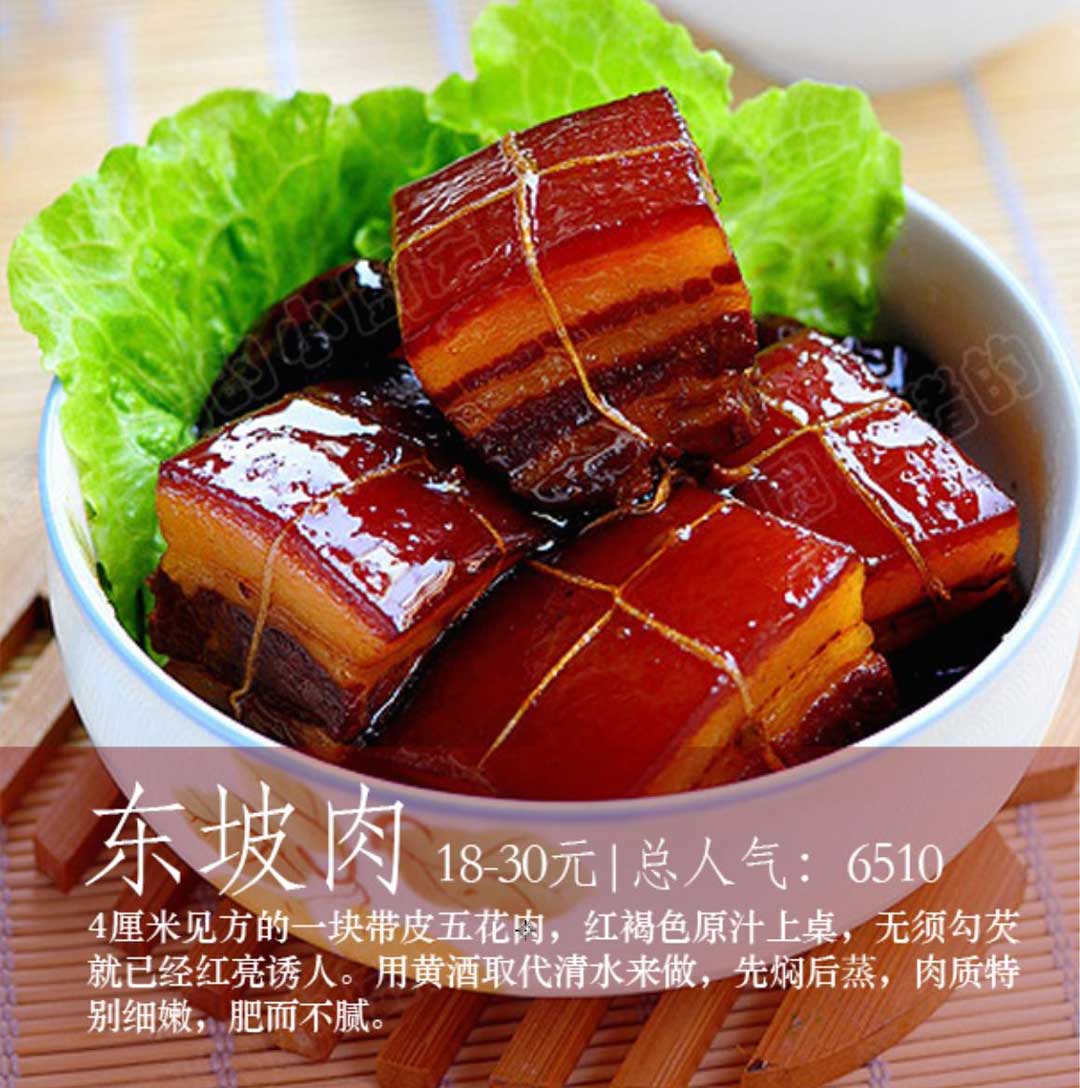 东坡肉 18-30元|总人气：6510
4厘米见方的一块带皮五花肉，红褐色原汁上桌，无须勾芡
就已经红亮诱人。用黄酒取代清水来做，先焖后蒸，肉质特
别细嫩，肥而不腻。